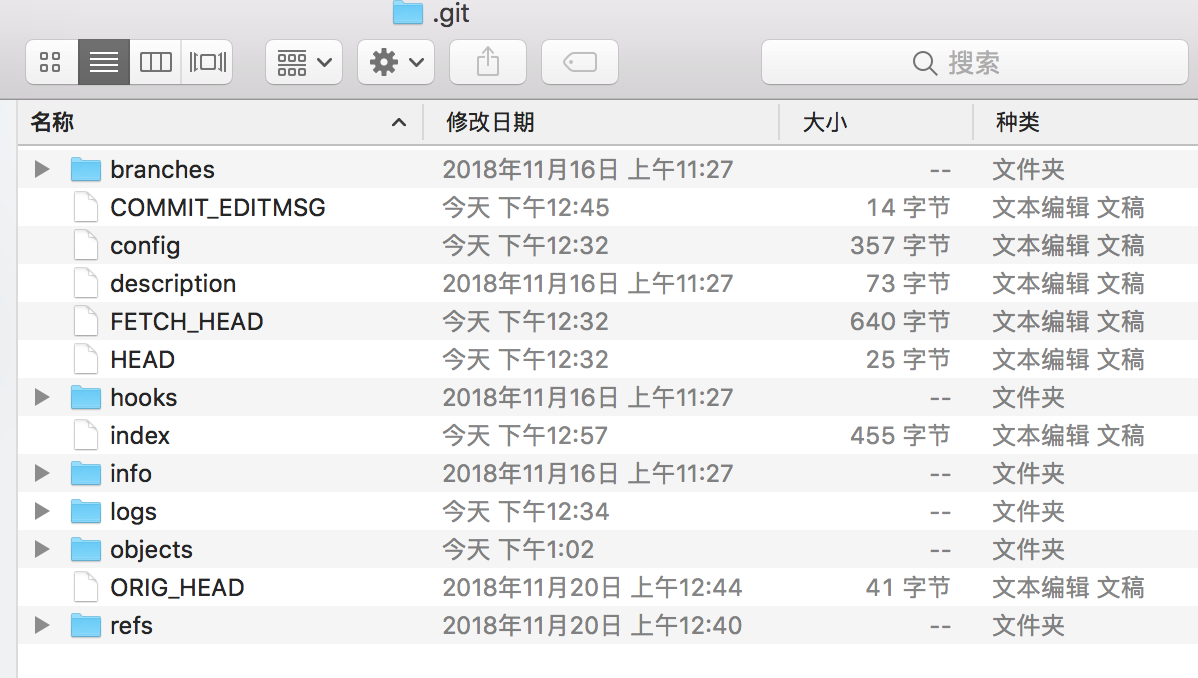 .git
搜索
名称 修改日期 大小 种类
branches 2018年11月16日 上午11:27 -- 文件夹
COMMIT_EDITMSG 今天 下午12:45 14 字节 文本编辑 文稿
config 今天 下午12:32 357 字节 文本编辑 文稿
description 2018年11月16日 上午11:27 73 字节 文本编辑 文稿
FETCH_HEAD 今天 下午12:32 640 字节 文本编辑 文稿
HEAD 今天 下午12:32 25 字节 文本编辑 文稿
hooks 2018年11月16日 上午11:27 -- 文件夹
index 今天 下午12:57 455 字节 文本编辑 文稿
info 2018年11月16日 上午11:27 -- 文件夹
logs 今天 下午12:34 -- 文件夹
objects 今天 下午1:02 -- 文件夹
ORIG_HEAD 2018年11月20日 上午12:44 41 字节 文本编辑 文稿
refs 2018年11月20日 上午12:40 -- 文件夹